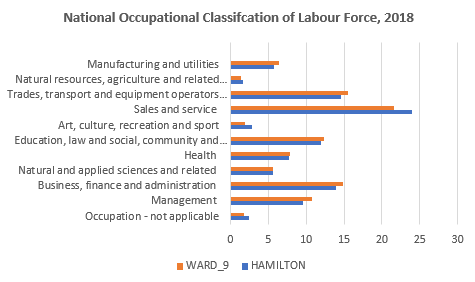 National Occupational Classifcation of Labour Force, 2018
Manufacturing and utilities
Natural resources, agriculture and related...
Trades, transport and equipment operators...
Sales and service
Art, culture, recreation and sport
Education, law and social, community and...
Health
Natural and applied sciences and related
Business, finance and administration
Management
Occupation - not applicable
0 5 10 15 20 25 30
WARD_9 HAMILTON